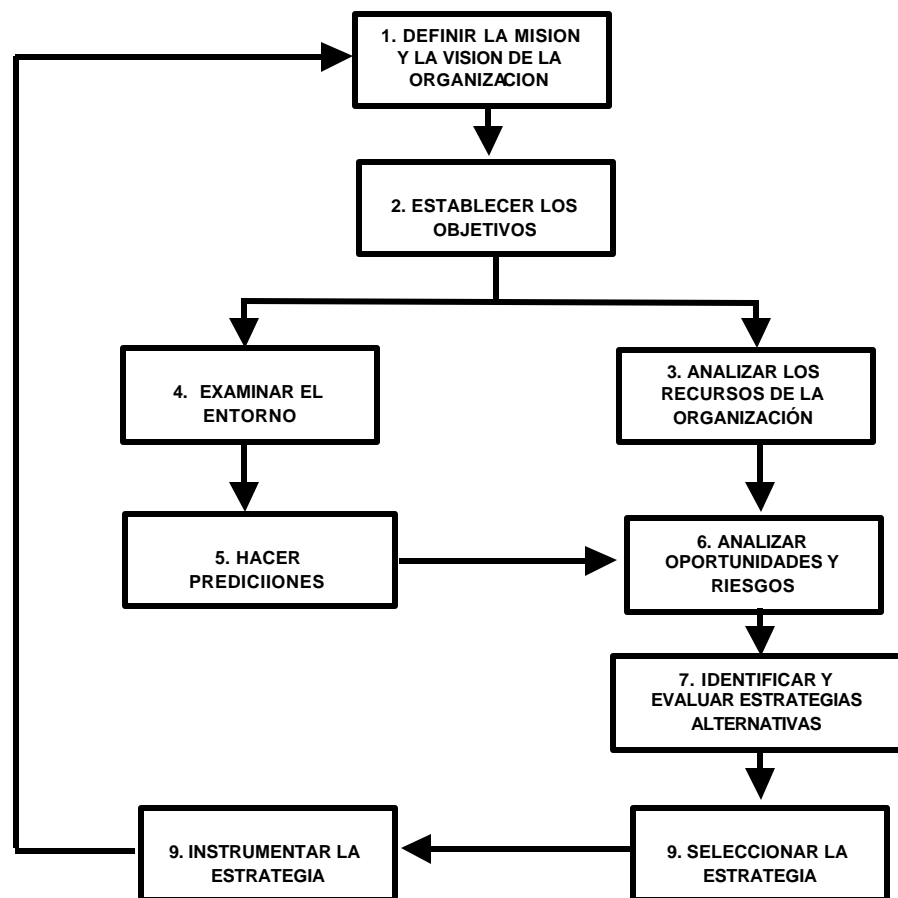 1. DEFINIR LA MISION
Y LA VISION DE LA
ORGANIZACION
2. ESTABLECER LOS
OBJETIVOS
4. EXAMINAR EL
ENTORNO
3. ANALIZAR LOS
RECURSOS DE LA
ORGANIZACIÓN
5. HACER
PREDICIIONES
6. ANALIZAR
OPORTUNIDADES Y
RIESGOS
7. IDENTIFICAR Y
EVALUAR ESTRATEGIAS
ALTERNATIVAS
9. INSTRUMENTAR LA
ESTRATEGIA
9. SELECCIONAR LA
ESTRATEGIA